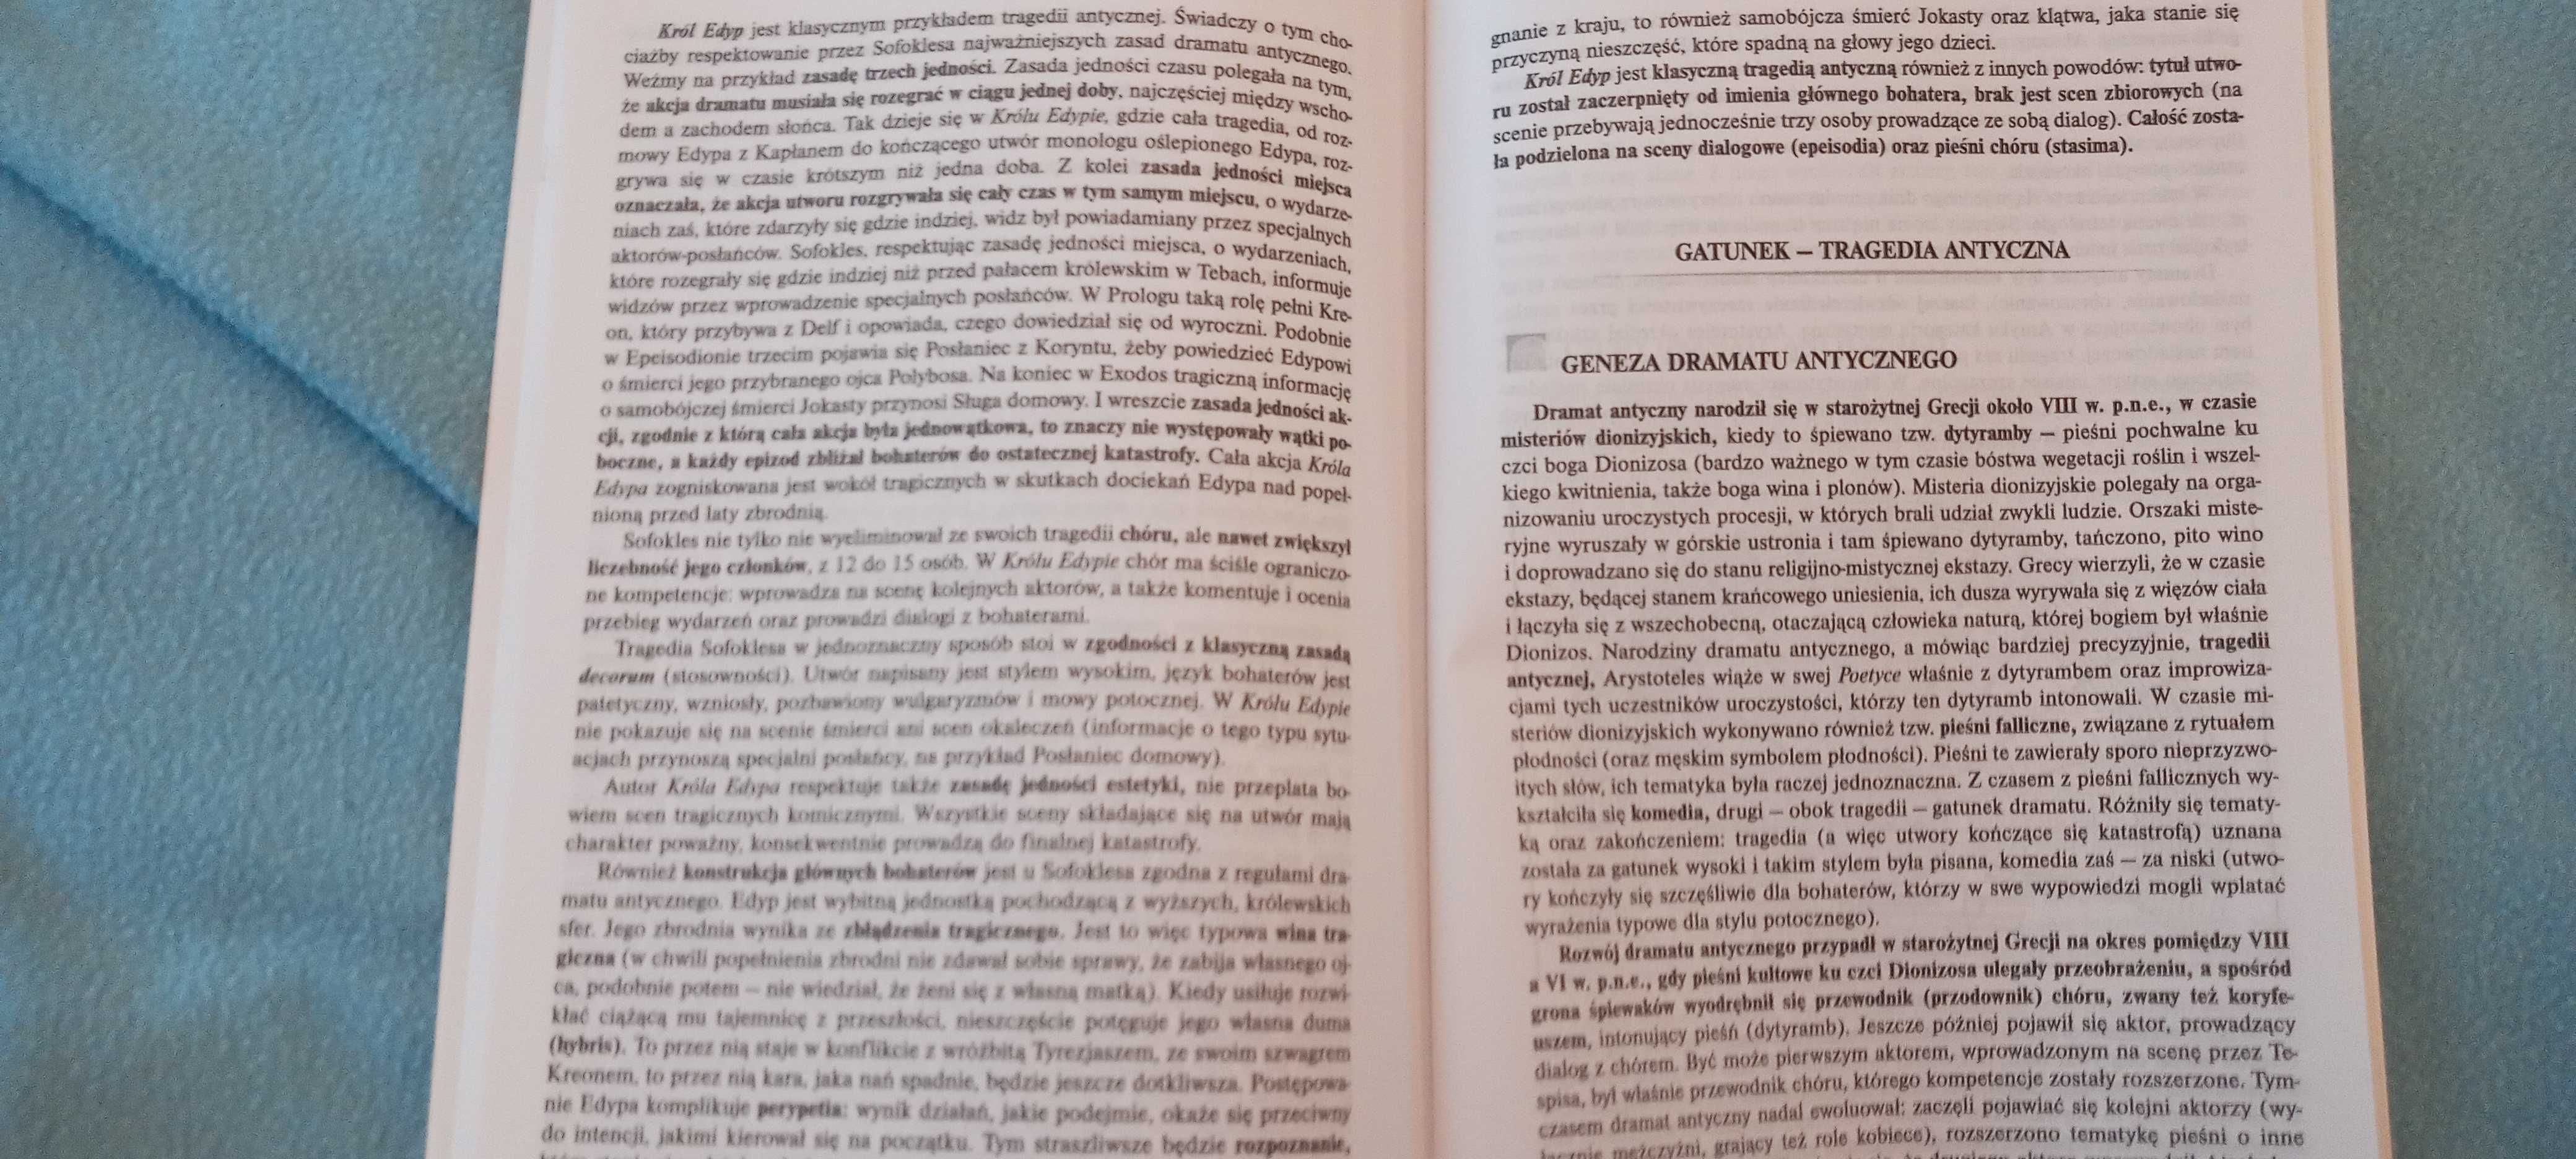 Król Edyp jest klasycznym przykładem tragedii antycznej. Świadczy o tym cho-
ciażby respektowanie przez Sofoklesa najważniejszych zasad dramatu antycznego.
Weźmy na przykład zasadę trzech jedności. Zasada jedności czasu polegała na tym,
że akcja dramatu musiała się rozegrać w ciągu jednej doby, najczęściej między wscho-
dem a zachodem słońca. Tak dzieje się w Królu Edypie, gdzie cała tragedia, od roz-
mowy Edypa z Kapłanem do kończącego utwór monologu oślepionego Edypa, roz-
grywa się w czasie krótszym niż jedna doba. Z kolei zasada jedności miejsca
oznaczała, że akcja utworu rozgrywała się cały czas w tym samym miejscu, o wydarze-
niach zaś, które zdarzyły się gdzie indziej, widz był powiadamiany przez specjalnych
aktorów-posłańców. Sofokles, respektując zasadę jedności miejsca, o wydarzeniach,
które rozegrały się gdzie indziej niż przed pałacem królewskim w Tebach, informuje
widzów przez wprowadzenie specjalnych posłańców. W Prologu taką rolę pełni Kre-
on, który przybywa z Delf i opowiada, czego dowiedział się od wyroczni. Podobnie
w Epeisodionie trzecim pojawia się Posłaniec z Koryntu, żeby powiedzieć Edypowi
o śmierci jego przybranego ojca Polybosa. Na koniec w Exodos tragiczną informację
o samobójczej śmierci Jokasty przynosi Sługa domowy. I wreszcie zasada jedności ak-
cji, zgodnie z którą cała akcja była jednowątkowa, to znaczy nie występowały wątki po-
boczne, a każdy epizod zbliżał bohaterów do ostatecznej katastrofy. Cała akcja Króla
Edypa zogniskowana jest wokół tragicznych w skutkach dociekań Edypa nad popeł-
nioną przed laty zbrodnią.
Sofokles nie tylko nie wyeliminował ze swoich tragedii chóru, ale nawet zwiększył
liczebność jego członków, z 12 do 15 osób. W Królu Edypie chór ma ściśle ograniczo-
ne kompetencje: wprowadza na scenę kolejnych aktorów, a także komentuje i ocenia
przebieg wydarzeń oraz prowadzi dialogi z bohaterami.
Tragedia Sofoklesa w jednoznaczny sposób stoi w zgodności z klasyczną zasadą
decorum (stosowności). Utwór napisany jest stylem wysokim, język bohaterów jest
patetyczny, wzniosły, pozbawiony wulgaryzmów i mowy potocznej. W Królu Edypie
nie pokazuje się na scenie śmierci ani scen okaleczeń (informacje o tego typu sytu-
acjach przynoszą specjalni posłańcy, na przykład Posłaniec domowy).
Autor Króla Edypa respektuje także zasadę jedności estetyki, nie przeplata bo-
wiem scen tragicznych komicznymi. Wszystkie sceny składające się na utwór mają
charakter poważny, konsekwentnie prowadzą do finalnej katastrofy.
Również konstrukcja głównych bohaterów jest u Sofoklesa zgodna z regułami dra-
matu antycznego. Edyp jest wybitną jednostką pochodzącą z wyższych, królewskich
sfer. Jego zbrodnia wynika ze zbłądzenia tragicznego. Jest to więc typowa wina tra-
giczna (w chwili popełnienia zbrodni nie zdawał sobie sprawy, że zabija własnego oj-
ca, podobnie potem – nie wiedział, że żeni się z własną matką). Kiedy usiłuje rozwi-
kłać ciążącą mu tajemnicę z przeszłości, nieszczęście potęguje jego własna duma
(hybris). To przez nią staje w konflikcie z wróżbitą Tyrezjaszem, ze swoim szwagrem
Kreonem, to przez nią kara, jaka nań spadnie, będzie jeszcze dotkliwsza. Postępowa-
nie Edypa komplikuje perypetia: wynik działań, jakie podejmie, okaże się przeciwny
do intencji, jakimi kierował się na początku. Tym straszliwsze będzie rozpoznanie,
gnanie z kraju, to również samobójcza śmierć Jokasty oraz klątwa, jaka stanie się
przyczyną nieszczęść, które spadną na głowy jego dzieci.
Król Edyp jest klasyczną tragedią antyczną również z innych powodów: tytuł utwo-
ru został zaczerpnięty od imienia głównego bohatera, brak jest scen zbiorowych (na
scenie przebywają jednocześnie trzy osoby prowadzące ze sobą dialog). Całość zosta-
ła podzielona na sceny dialogowe (epeisodia) oraz pieśni chóru (stasima).
GATUNEK – TRAGEDIA ANTYCZNA
GENEZA DRAMATU ANTYCZNEGO
Dramat antyczny narodził się w starożytnej Grecji około VIII w. p.n.e., w czasie
misteriów dionizyjskich, kiedy to śpiewano tzw. dytyramby – pieśni pochwalne ku
czci boga Dionizosa (bardzo ważnego w tym czasie bóstwa wegetacji roślin i wszel-
kiego kwitnienia, także boga wina i plonów). Misteria dionizyjskie polegały na orga-
nizowaniu uroczystych procesji, w których brali udział zwykli ludzie. Orszaki miste-
ryjne wyruszały w górskie ustronia i tam śpiewano dytyramby, tańczono, pito wino
i doprowadzano się do stanu religijno-mistycznej ekstazy. Grecy wierzyli, że w czasie
ekstazy, będącej stanem krańcowego uniesienia, ich dusza wyrywała się z więzów ciała
i łączyła się z wszechobecną, otaczającą człowieka naturą, której bogiem był właśnie
Dionizos. Narodziny dramatu antycznego, a mówiąc bardziej precyzyjnie, tragedii
antycznej, Arystoteles wiąże w swej Poetyce właśnie z dytyrambem oraz improwiza-
cjami tych uczestników uroczystości, którzy ten dytyramb intonowali. W czasie mi-
steriów dionizyjskich wykonywano również tzw. pieśni falliczne, związane z rytuałem
płodności (oraz męskim symbolem płodności). Pieśni te zawierały sporo nieprzyzwo-
itych słów, ich tematyka była raczej jednoznaczna. Z czasem z pieśni fallicznych wy-
kształciła się komedia, drugi – obok tragedii – gatunek dramatu. Różniły się tematy-
ką oraz zakończeniem: tragedia (a więc utwory kończące się katastrofą) uznana
została za gatunek wysoki i takim stylem była pisana, komedia zaś – za niski (utwo-
ry kończyły się szczęśliwie dla bohaterów, którzy w swe wypowiedzi mogli wplatać
wyrażenia typowe dla stylu potocznego).
Rozwój dramatu antycznego przypadł w starożytnej Grecji na okres pomiędzy VIII
a VI w. p.n.e., gdy pieśni kultowe ku czci Dionizosa ulegały przeobrażeniu, a spośród
grona śpiewaków wyodrębnił się przewodnik (przodownik) chóru, zwany też koryfe-
uszem, intonujący pieśń (dytyramb). Jeszcze później pojawił się aktor, prowadzący
dialog z chórem. Być może pierwszym aktorem, wprowadzonym na scenę przez Te-
spisa, był właśnie przewodnik chóru, którego kompetencje zostały rozszerzone. Tym-
czasem dramat antyczny nadal ewoluował: zaczęli pojawiać się kolejni aktorzy (wy-
łącznie mężczyźni, grający też role kobiece), rozszerzono tematykę pieśni o inne